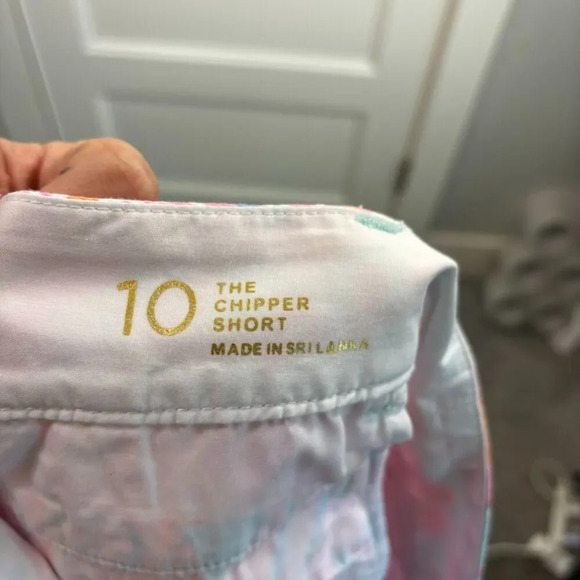 10
THE
CHIPPER
SHORT
MADE IN SRI LANKA